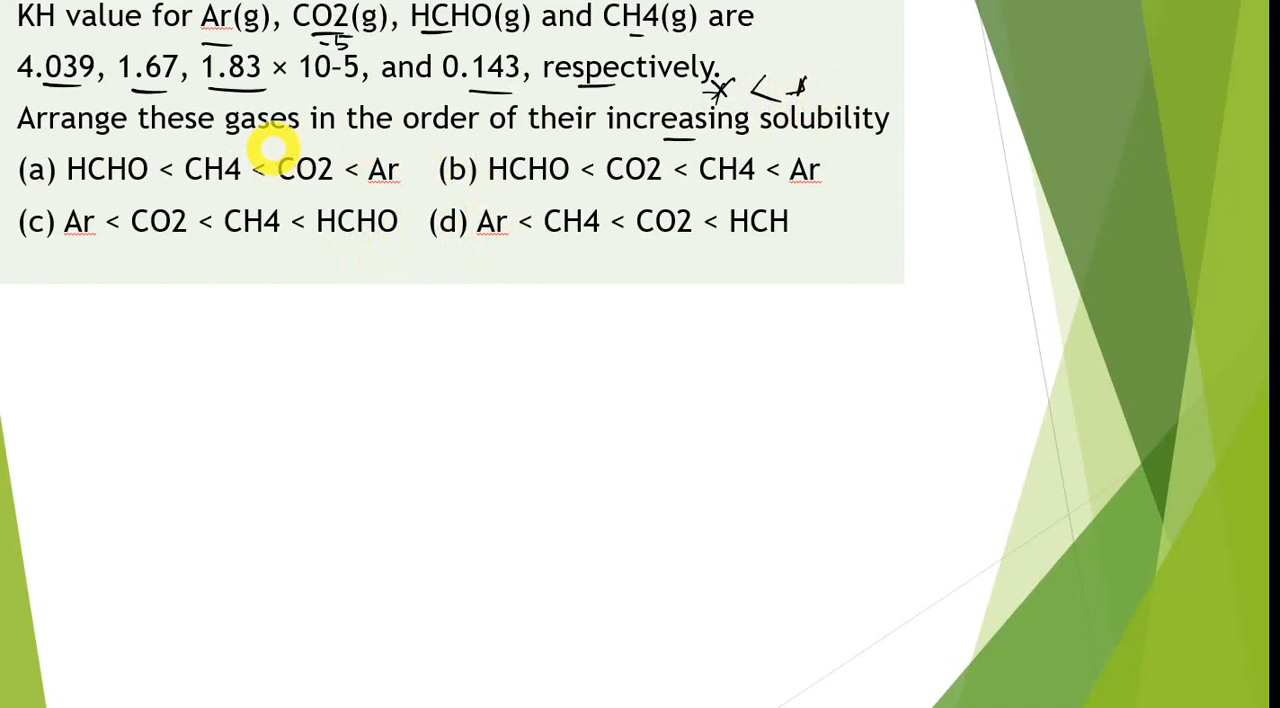 KH value for Ar(g), CO2(g), HCHO(g) and CH4(g) are
-5
4.039, 1.67, 1.83 × 10-5, and 0.143, respectively.
Arrange these gases in the order of their increasing solubility
(a) HCHO < CH4 < CO2 < Ar (b) HCHO < CO2 < CH4 < Ar
(c) Ar < CO2 < CH4 < HCHO (d) Ar < CH4 < CO2 < HCH